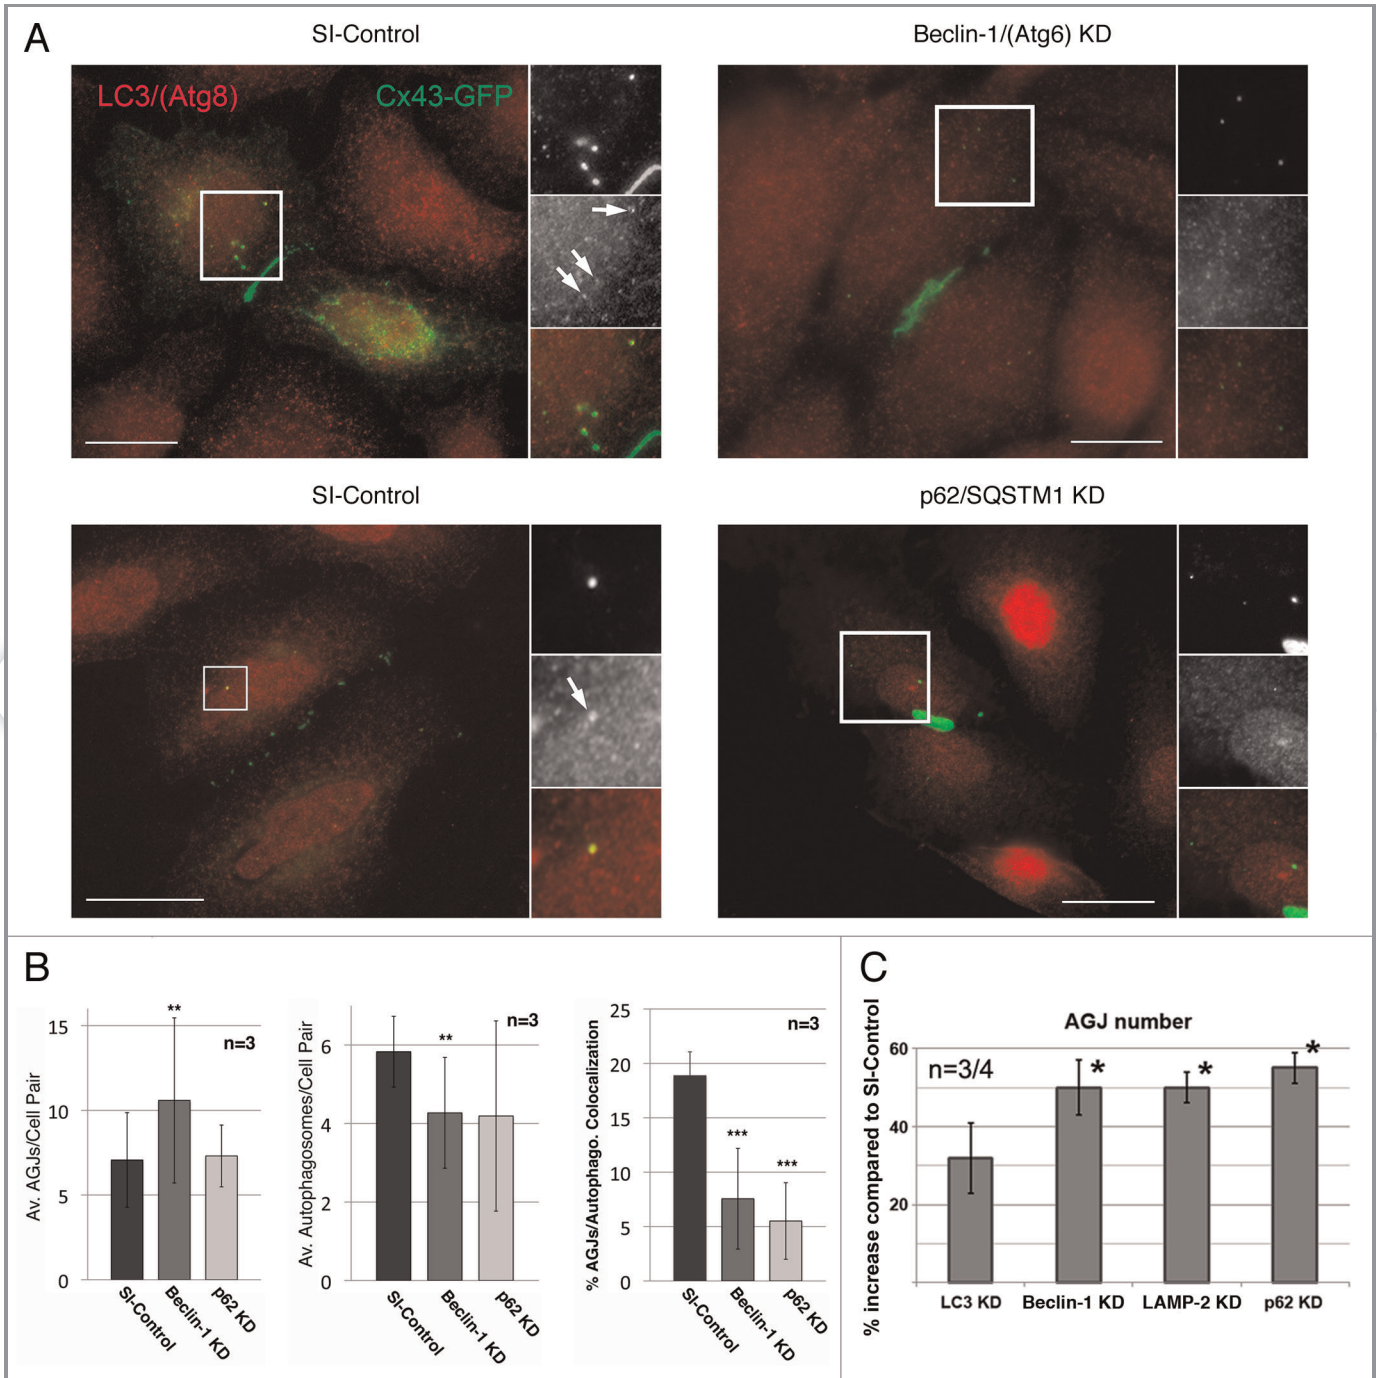 A
SI-Control
Beclin-1/(Atg6) KD
LC3/(Atg8)
Cx43-GFP
SI-Control
p62/SQSTM1 KD
B
Av. AGJs/Cell Pair
15
10
5
0
**
n=3
SI-Control
Beclin-1 KD
p62 KD
Av. Autophagosomes/Cell Pair
6
4
2
0
**
n=3
SI-Control
Beclin-1 KD
p62 KD
% AGJs/Autophago. Colocalization
25
20
15
10
5
0
***
***
n=3
SI-Control
Beclin-1 KD
p62 KD
C
AGJ number
% increase compared to SI-Control
60
40
20
n=3/4
*
*
*
LC3 KD
Beclin-1 KD
LAMP-2 KD
p62 KD